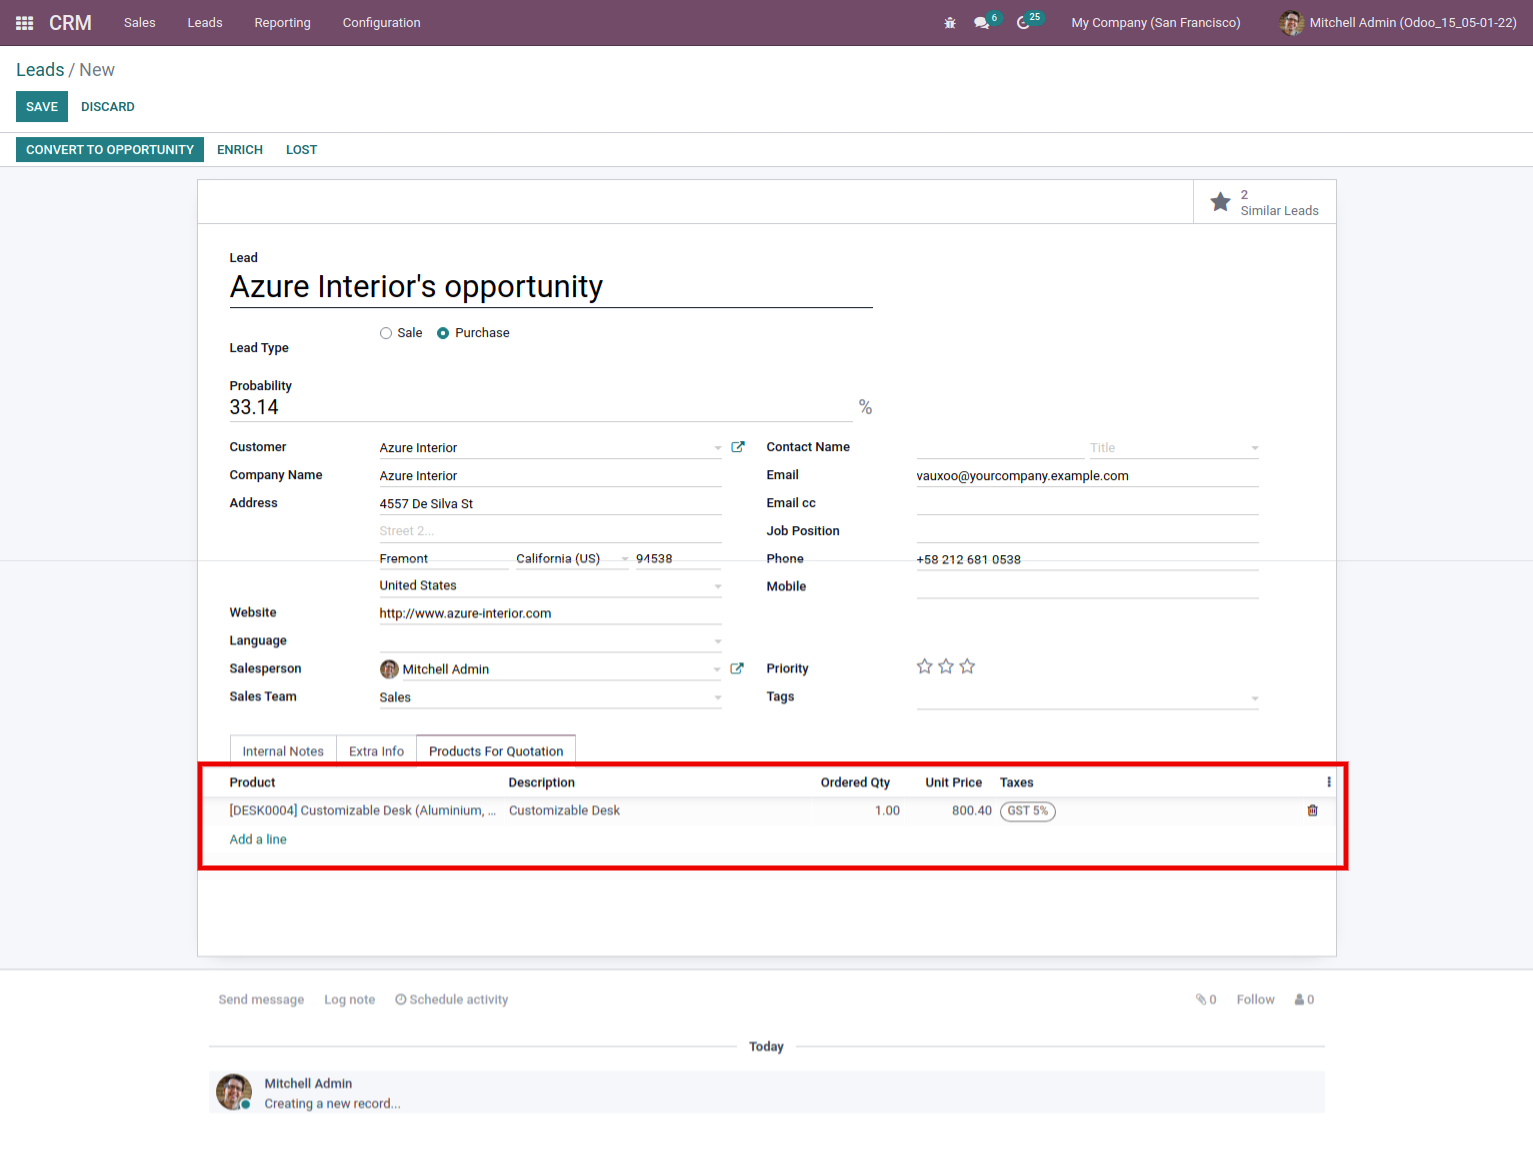 CRM Sales Leads Reporting Configuration 6 25 My Company (San Francisco) Mitchell Admin (Odoo_15_05-01-22)
Leads / New
SAVE DISCARD
CONVERT TO OPPORTUNITY ENRICH LOST
2
Similar Leads
Lead
Azure Interior's opportunity
Sale Purchase
Lead Type
Probability
33.14 %
Customer Azure Interior Contact Name Title
Company Name Azure Interior Email vauxoo@yourcompany.example.com
Address 4557 De Silva St Email cc
Street 2... Job Position
Fremont California (US) 94538 Phone +58 212 681 0538
United States Mobile
Website http://www.azure-interior.com
Language
Salesperson Mitchell Admin Priority
Sales Team Sales Tags
Internal Notes Extra Info Products For Quotation
Product Description Ordered Qty Unit Price Taxes
[DESK0004] Customizable Desk (Aluminium, ... Customizable Desk 1.00 800.40 GST 5%
Add a line
Send message Log note Schedule activity 0 Follow 0
Today
Mitchell Admin
Creating a new record...